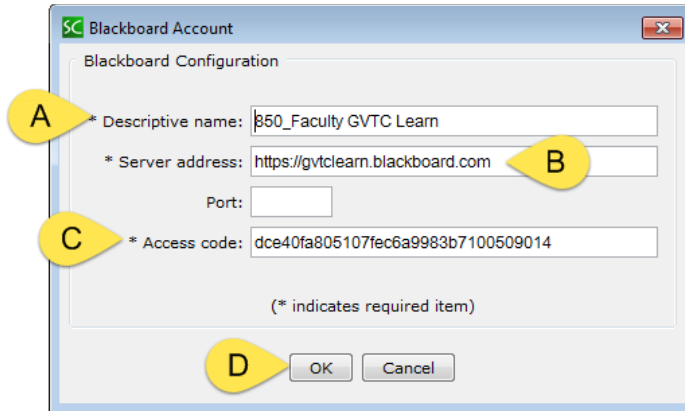 SC Blackboard Account
Blackboard Configuration
A * Descriptive name: 850_Faculty GVTC Learn
* Server address: https://gvtclearn.blackboard.com B
Port:
C * Access code: dce40fa805107fec6a9983b7100509014
(* indicates required item)
D OK Cancel